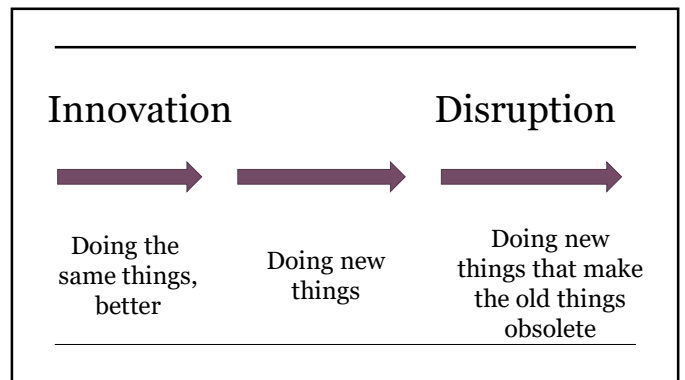 Innovation
Disruption
Doing the
same things,
better
Doing new
things
Doing new
things that make
the old things
obsolete